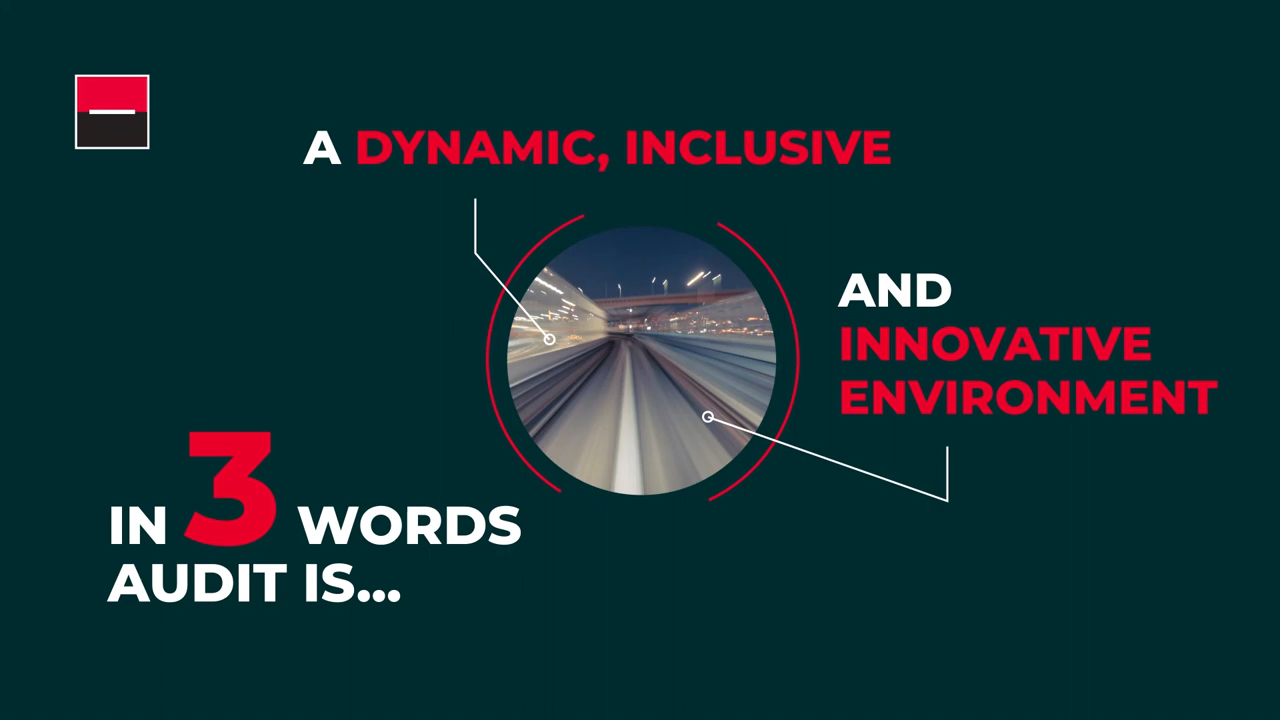 A DYNAMIC, INCLUSIVE
AND
INNOVATIVE
ENVIRONMENT
IN 3 WORDS
AUDIT IS...